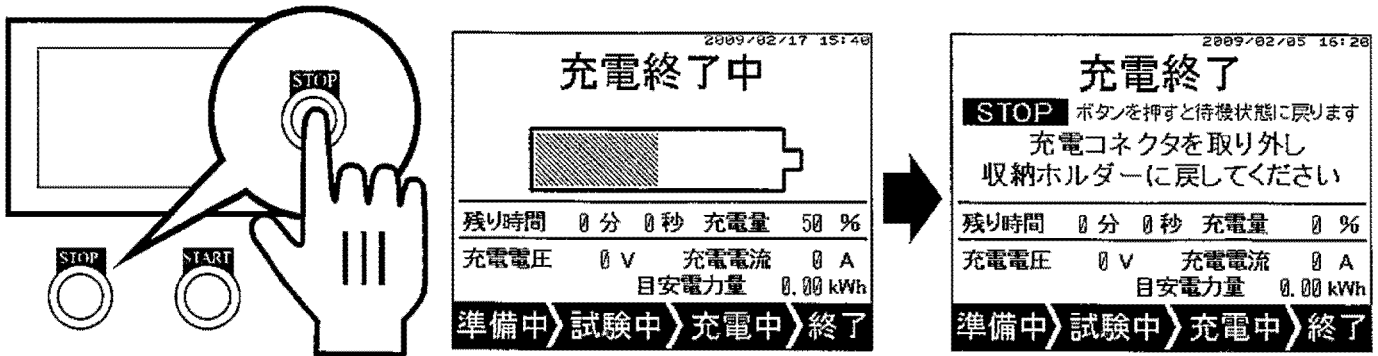 STOP
STOP
START
2009/02/17 15:40
充電終了中
残り時間 0 分 0 秒 充電量 50 %
充電電圧 0 V 充電電流 0 A
目安電力量 0.00 kWh
準備中 試験中 充電中 終了
2009/02/05 16:20
充電終了
STOP ボタンを押すと待機状態に戻ります
充電コネクタを取り外し
収納ホルダーに戻してください
残り時間 0 分 0 秒 充電量 0 %
充電電圧 0 V 充電電流 0 A
目安電力量 0.00 kWh
準備中 試験中 充電中 終了